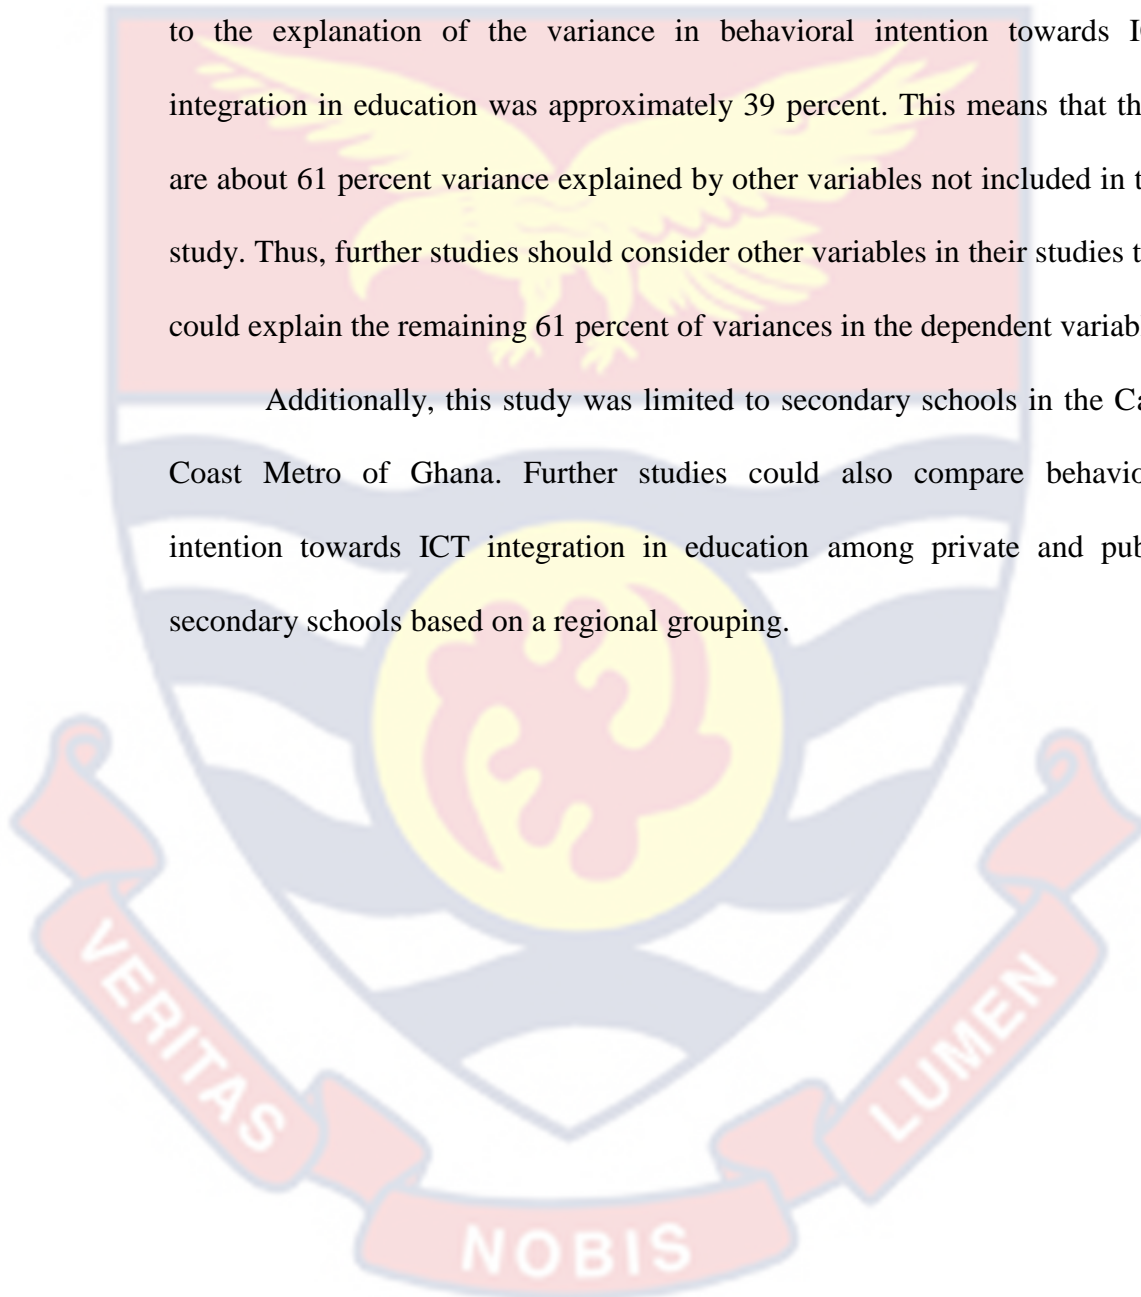 to the explanation of the variance in behavioral intention towards
integration in education was approximately 39 percent. This means that
are about 61 percent variance explained by other variables not included in
study. Thus, further studies should consider other variables in their studies
could explain the remaining 61 percent of variances in the dependent
Additionally, this study was limited to secondary schools in the
Coast Metro of Ghana. Further studies could also compare
intention towards ICT integration in education among private and
secondary schools based on a regional grouping.
VERITAS
NOBIS
LUMEN